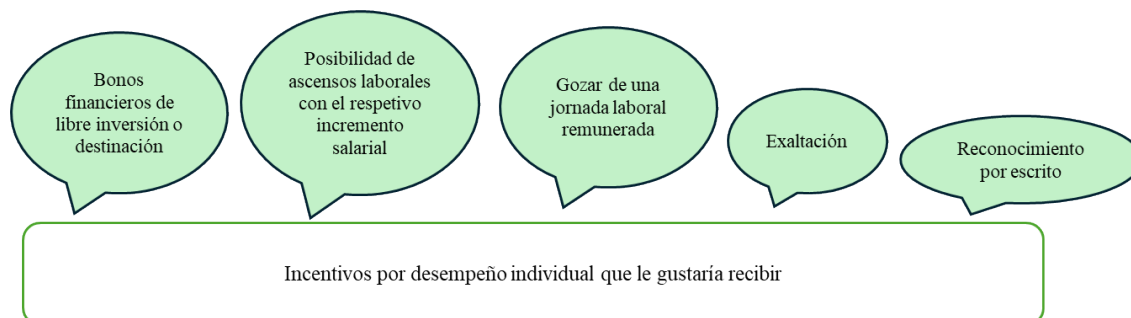 Bonos
financieros de
libre inversión o
destinación
Posibilidad de
ascensos laborales
con el respetivo
incremento
salarial
Gozar de una
jornada laboral
remunerada
Exaltación
Reconocimiento
por escrito
Incentivos por desempeño individual que le gustaría recibir